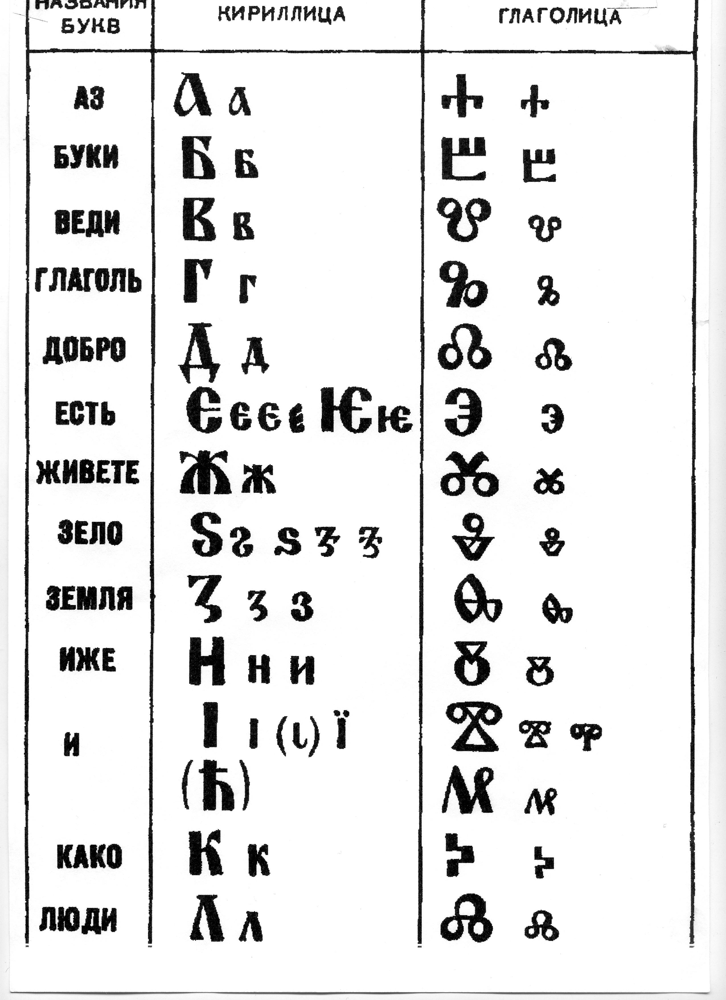 НАЗВАНИЯ БУКВ КИРИЛЛИЦА ГЛАГОЛИЦА
АЗ А а Ⰰ ⰰ
БУКИ Б б Ⰱ ⰱ
ВЕДИ В в Ⰲ ⰲ
ГЛАГОЛЬ Г г Ⰳ ⰳ
ДОБРО Д д Ⰴ ⰴ
ЕСТЬ Є є є Ѥ ѥ Ⰵ ⰵ
ЖИВЕТЕ Ж ж Ⰶ ⰶ
ЗЕЛО Ѕ ѕ Ⰷ ⰷ
ЗЕМЛЯ Ꙁ ꙁ з Ⰸ ⰸ
ИЖЕ Н н и Ⰻ ⰻ
И І і (ι) ї Ⰹ ⰹ ⰺ
(Ћ) Ⰼ ⰼ
КАКО К к Ⰽ ⰽ
ЛЮДИ Л л Ⰾ ⰾ